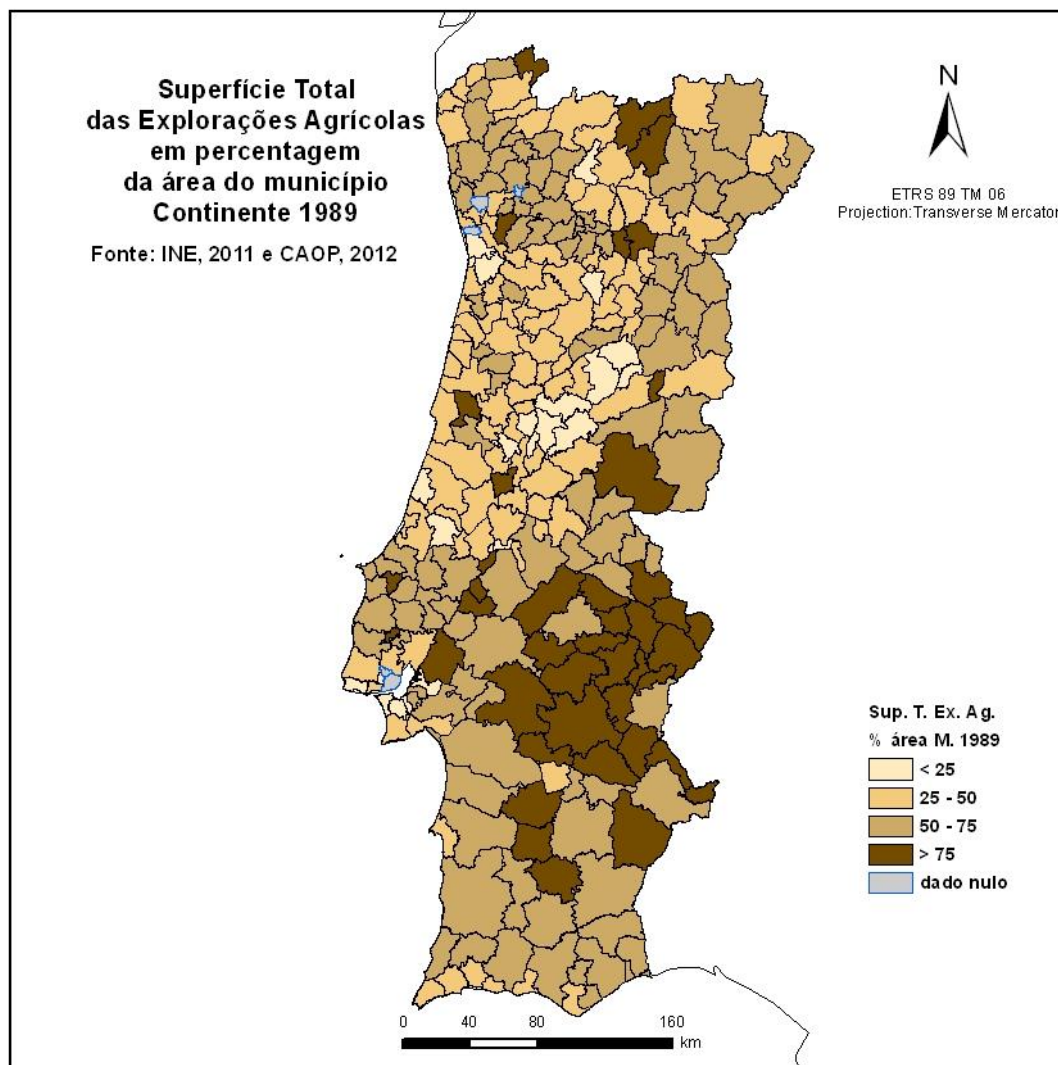 Superfície Total
das Explorações Agrícolas
em percentagem
da área do município
Continente 1989
Fonte: INE, 2011 e CAOP, 2012
N
ETRS 89 TM 06
Projection:Transverse Mercator
Sup. T. Ex. Ag.
% área M. 1989
< 25
25 - 50
50 - 75
> 75
dado nulo
0 40 80 160
km